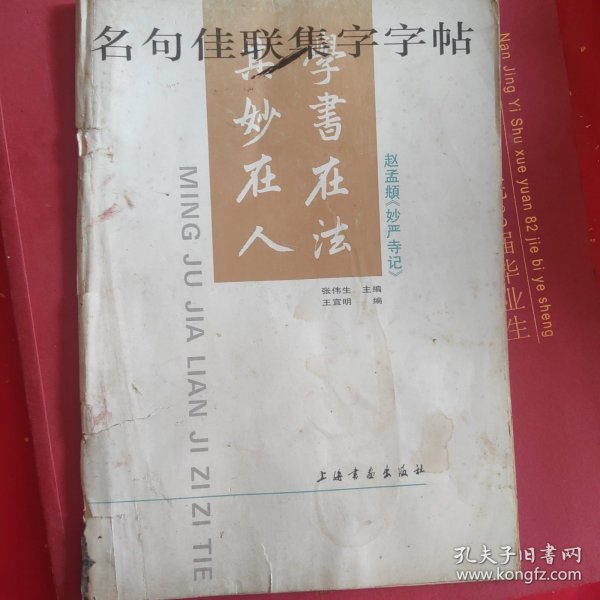 名句佳联集字字帖
學書在法
其妙在人
赵孟頫《妙严寺记》
张伟生 主编
王宜明 编
MING JU JIA LIAN JI ZI ZI TIE
上海书画出版社
Nan Jing Yi Shu xue yuan 82 jie bi ye sheng
届毕业生
孔夫子旧书网
www.kongfz.com